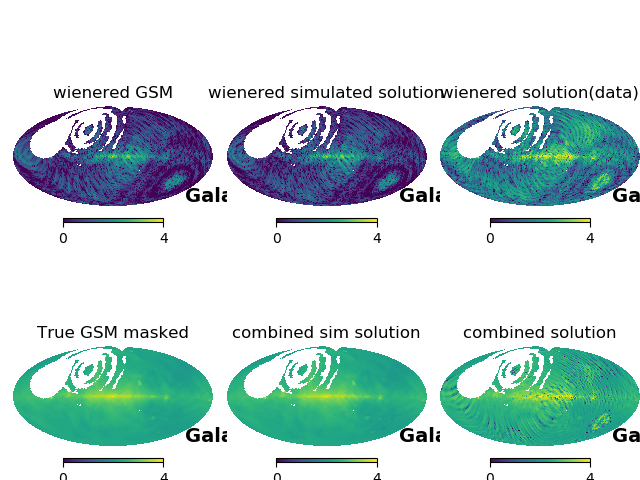 wienered GSM
wienered simulated solution
wienered solution(data)
Gala
Gala
Ga
0 4
0 4
0 4
True GSM masked
combined sim solution
combined solution
Gala
Gala
Ga
0 4
0 4
0 4